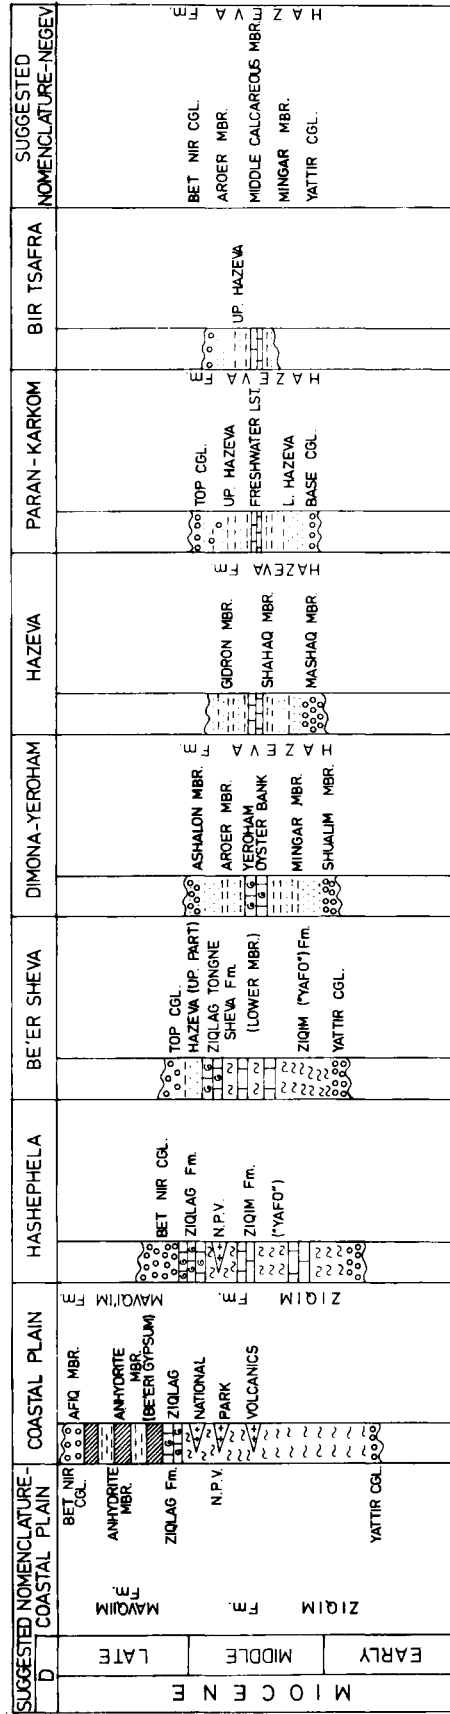 SUGGESTED NOMENCLATURE-
D
COASTAL PLAIN
MIOCENE
LATE
MIDDLE
EARLY
MAVQIIM
Fm.
ZIQIM
Fm.
BET NIR
CGL.
ANHYDRITE
MBR.
ZIQLAG Fm.
N.P.V.
YATTIR CGL.
COASTAL PLAIN
AFIQ MBR.
ANHYDRITE
MBR.
(BE'ERI GYPSUM)
ZIQLAG
NATIONAL
PARK
VOLCANICS
MAVQI'IM Fm
ZIQIM Fm.
HASHEPHELA
BET NIR CGL.
ZIQLAG Fm.
N.P.V.
ZIQIM Fm.
("YAFO")
BE'ER SHEVA
TOP CGL.
HAZEVA (UP. PART)
ZIQLAG TONGNE
SHEVA Fm.
(LOWER MBR.)
ZIQIM ("YAFO") Fm.
YATTIR CGL.
DIMONA-YEROHAM
ASHALON MBR.
AROER MBR.
YEROHAM
OYSTER BANK
MINGAR MBR.
SHUALIM MBR.
HAZEVA Fm.
HAZEVA
GIDRON MBR.
SHAHAQ MBR.
MASHAQ MBR.
HAZEVA Fm.
PARAN-KARKOM
TOP CGL.
UP. HAZEVA
FRESHWATER LST.
L. HAZEVA
BASE CGL.
HAZEVA Fm.
BIR TSAFRA
UP. HAZEVA
SUGGESTED
NOMENCLATURE-NEGEV
BET NIR CGL.
AROER MBR.
MIDDLE CALCAREOUS MBR.
MINGAR MBR.
YATTIR CGL.
HAZEVA Fm.